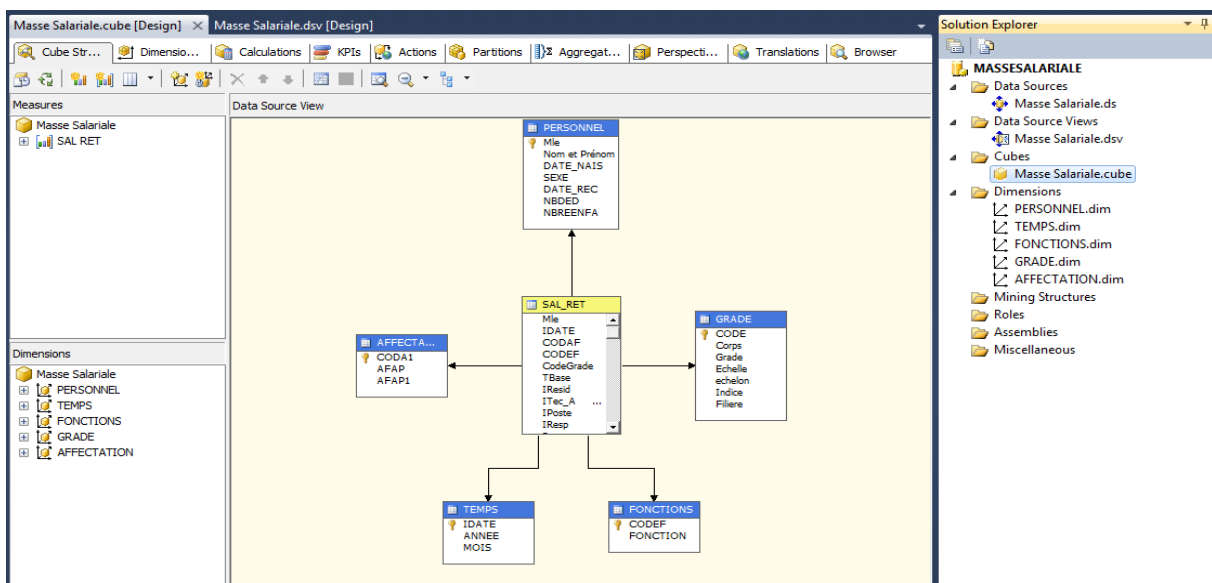 Masse Salariale.cube [Design]
Masse Salariale.dsv [Design]
Cube Str...
Dimensio...
Calculations
KPIs
Actions
Partitions
Aggregat...
Perspecti...
Translations
Browser
Measures
Masse Salariale
SAL RET
Dimensions
Masse Salariale
PERSONNEL
TEMPS
FONCTIONS
GRADE
AFFECTATION
Data Source View
PERSONNEL
Mle
Nom et Prénom
DATE_NAIS
SEXE
DATE_REC
NBDED
NBREENFA
SAL_RET
Mle
IDATE
CODAF
CODEF
CodeGrade
TBase
IResid
ITec_A ...
IPoste
IResp
AFFECTA...
CODA1
AFAP
AFAP1
GRADE
CODE
Corps
Grade
Echelle
echelon
Indice
Filiere
TEMPS
IDATE
ANNEE
MOIS
FONCTIONS
CODEF
FONCTION
Solution Explorer
MASSESALARIALE
Data Sources
Masse Salariale.ds
Data Source Views
Masse Salariale.dsv
Cubes
Masse Salariale.cube
Dimensions
PERSONNEL.dim
TEMPS.dim
FONCTIONS.dim
GRADE.dim
AFFECTATION.dim
Mining Structures
Roles
Assemblies
Miscellaneous